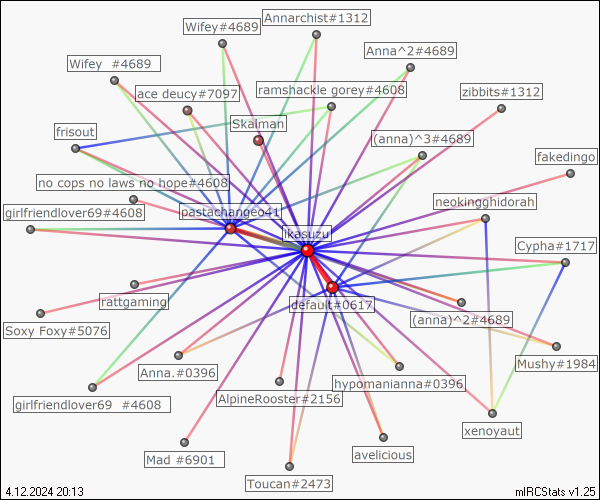 Annarchist#1312
Wifey#4689
Anna^2#4689
Wifey  #4689
ace deucy#7097
ramshackle gorey#4608
zibbits#1312
Skalman
frisout
(anna)^3#4689
fakedingo
no cops no laws no hope#4608
girlfriendlover69#4608
pastachangeo41
neokingghidorah
ikasuzu
Cypha#1717
rattgaming
default#0617
Soxy Foxy#5076
(anna)^2#4689
Mushy#1984
Anna.#0396
hypomanianna#0396
AlpineRooster#2156
girlfriendlover69  #4608
xenoyaut
Mad #6901
avelicious
Toucan#2473
4.12.2024 20:13
mIRCStats v1.25